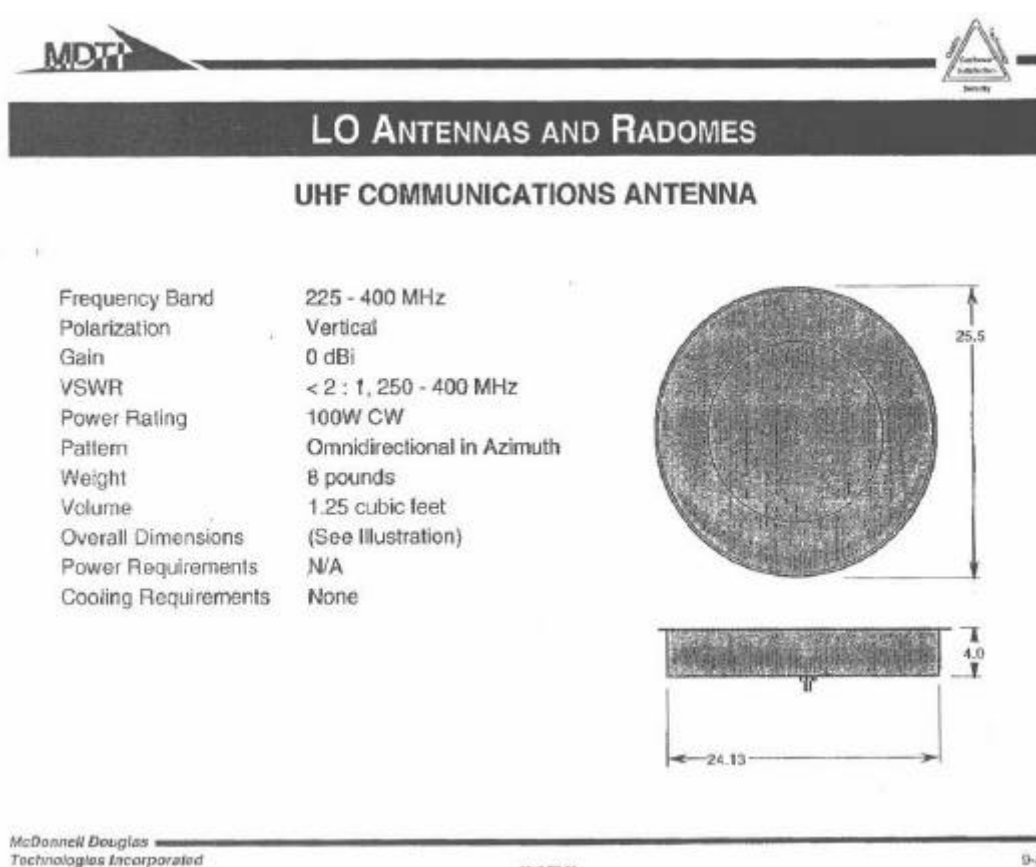 MDTI
Customer
Satisfaction
Security
LO ANTENNAS AND RADOMES
UHF COMMUNICATIONS ANTENNA
Frequency Band 225 - 400 MHz
Polarization Vertical
Gain 0 dBi
VSWR < 2 : 1, 250 - 400 MHz
Power Rating 100W CW
Pattern Omnidirectional in Azimuth
Weight 8 pounds
Volume 1.25 cubic feet
Overall Dimensions (See Illustration)
Power Requirements N/A
Cooling Requirements None
25.5
4.0
24.13
McDonnell Douglas
Technologies Incorporated